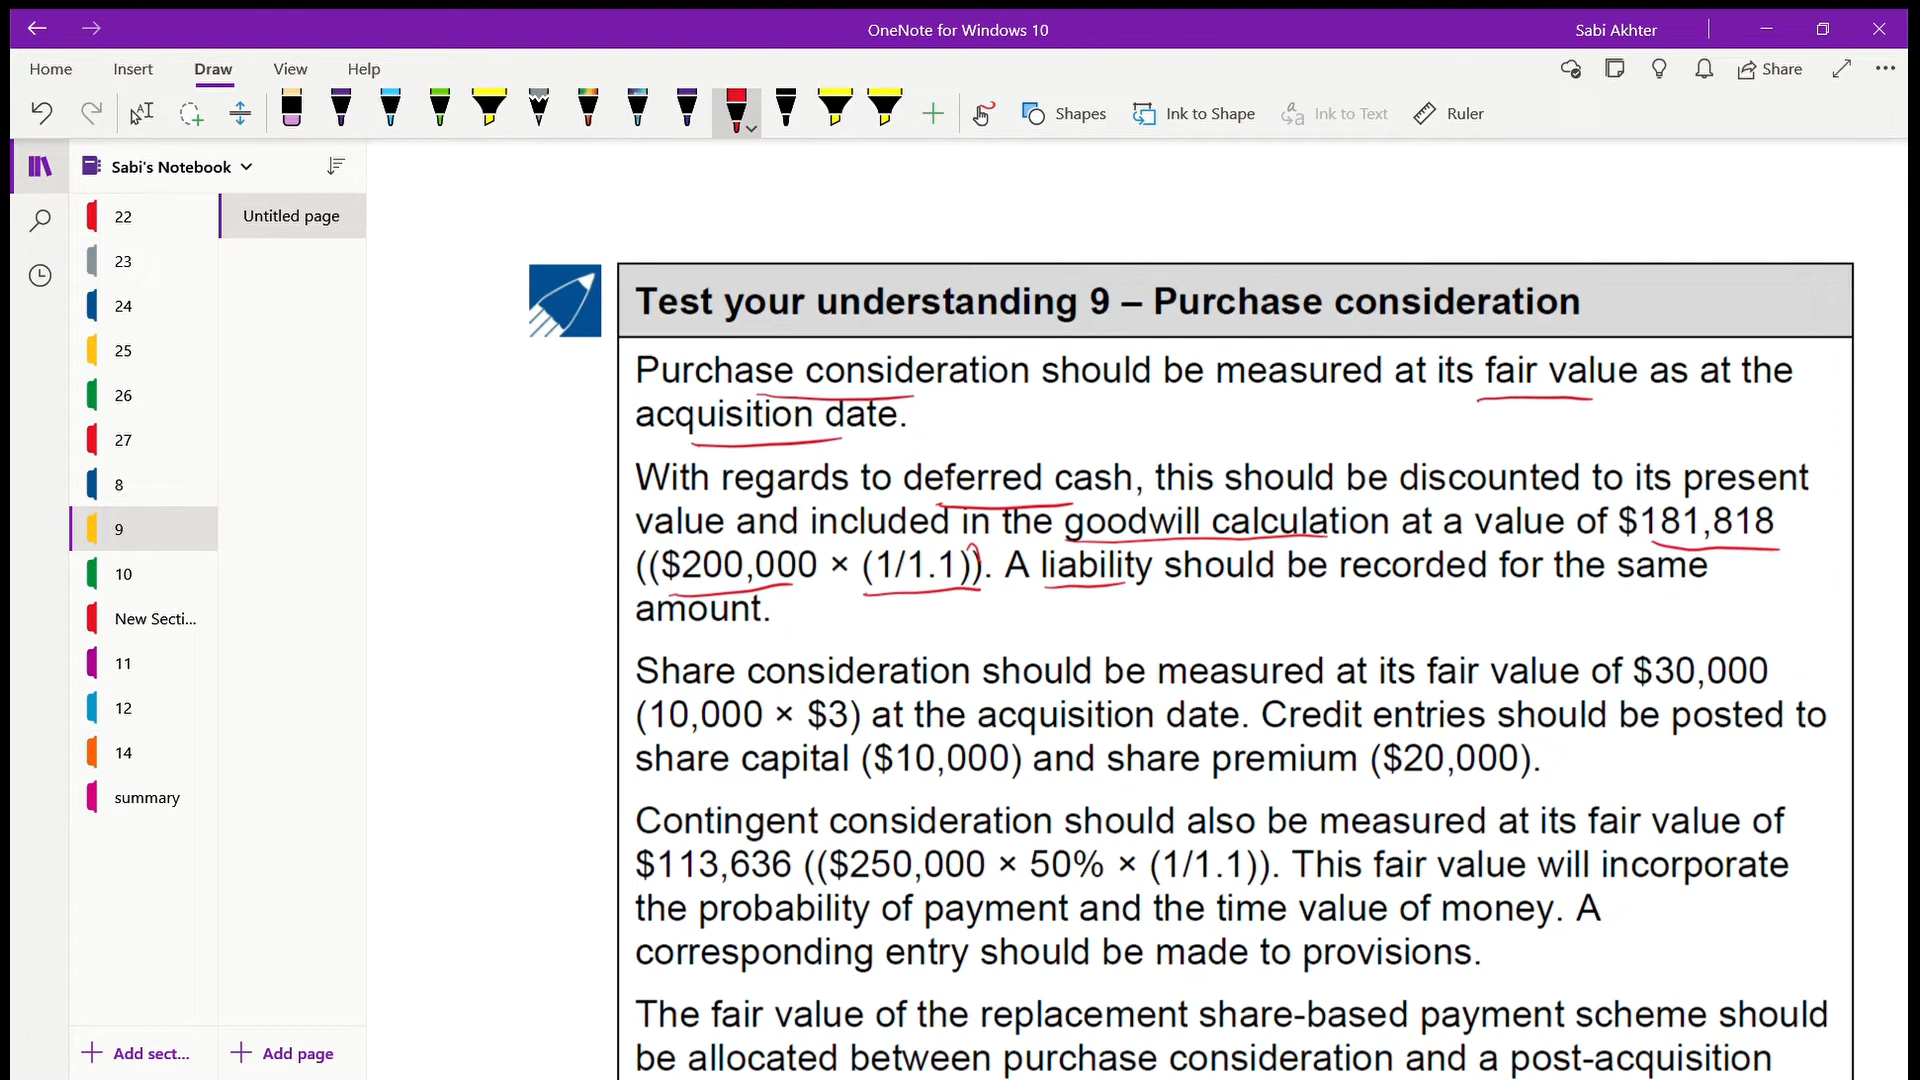 OneNote for Windows 10
Sabi Akhter
Home Insert Draw View Help
Share
Shapes Ink to Shape Ink to Text Ruler
Sabi's Notebook
22
23
24
25
26
27
8
9
10
New Secti...
11
12
14
summary
Add sect...
Untitled page
Add page
Test your understanding 9 – Purchase consideration
Purchase consideration should be measured at its fair value as at the
acquisition date.
With regards to deferred cash, this should be discounted to its present
value and included in the goodwill calculation at a value of $181,818
(($200,000 × (1/1.1)). A liability should be recorded for the same
amount.
Share consideration should be measured at its fair value of $30,000
(10,000 × $3) at the acquisition date. Credit entries should be posted to
share capital ($10,000) and share premium ($20,000).
Contingent consideration should also be measured at its fair value of
$113,636 (($250,000 × 50% × (1/1.1)). This fair value will incorporate
the probability of payment and the time value of money. A
corresponding entry should be made to provisions.
The fair value of the replacement share-based payment scheme should
be allocated between purchase consideration and a post-acquisition